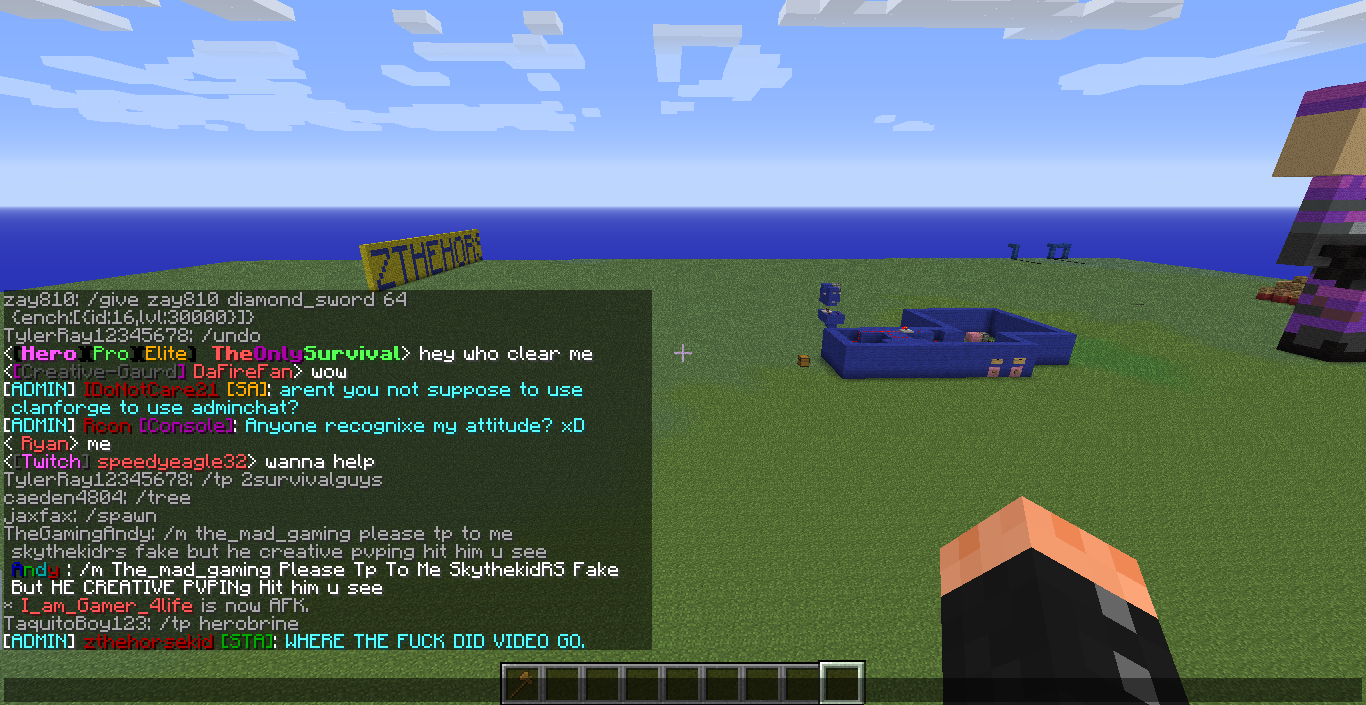 ZTHEHORS
zay810: /give zay810 diamond_sword 64
{ench:[{id:16,lvl:30000}]}
TylerRay12345678: /undo
<[Hero][Pro][Elite] TheOnlySurvival> hey who clear me
<[Creative-Gaurd] DaFireFan> wow
[ADMIN] IDoNotCare21 [SA]: arent you not suppose to use
clanforge to use adminchat?
[ADMIN] Rcon [Console]: Anyone recognixe my attitude? xD
< Ryan> me
<[Twitch] speedyeagle32> wanna help
TylerRay12345678: /tp 2survivalguys
caeden4804: /tree
jaxfax: /spawn
TheGamingAndy: /m the_mad_gaming please tp to me
skythekidrs fake but he creative pvping hit him u see
Andy : /m The_mad_gaming Please Tp To Me SkythekidRS Fake
But HE CREATIVE PVPINg Hit him u see
* I_am_Gamer_4life is now AFK.
TaquitoBoy123: /tp herobrine
[ADMIN] zthehorsekid [STA]: WHERE THE FUCK DID VIDEO GO.